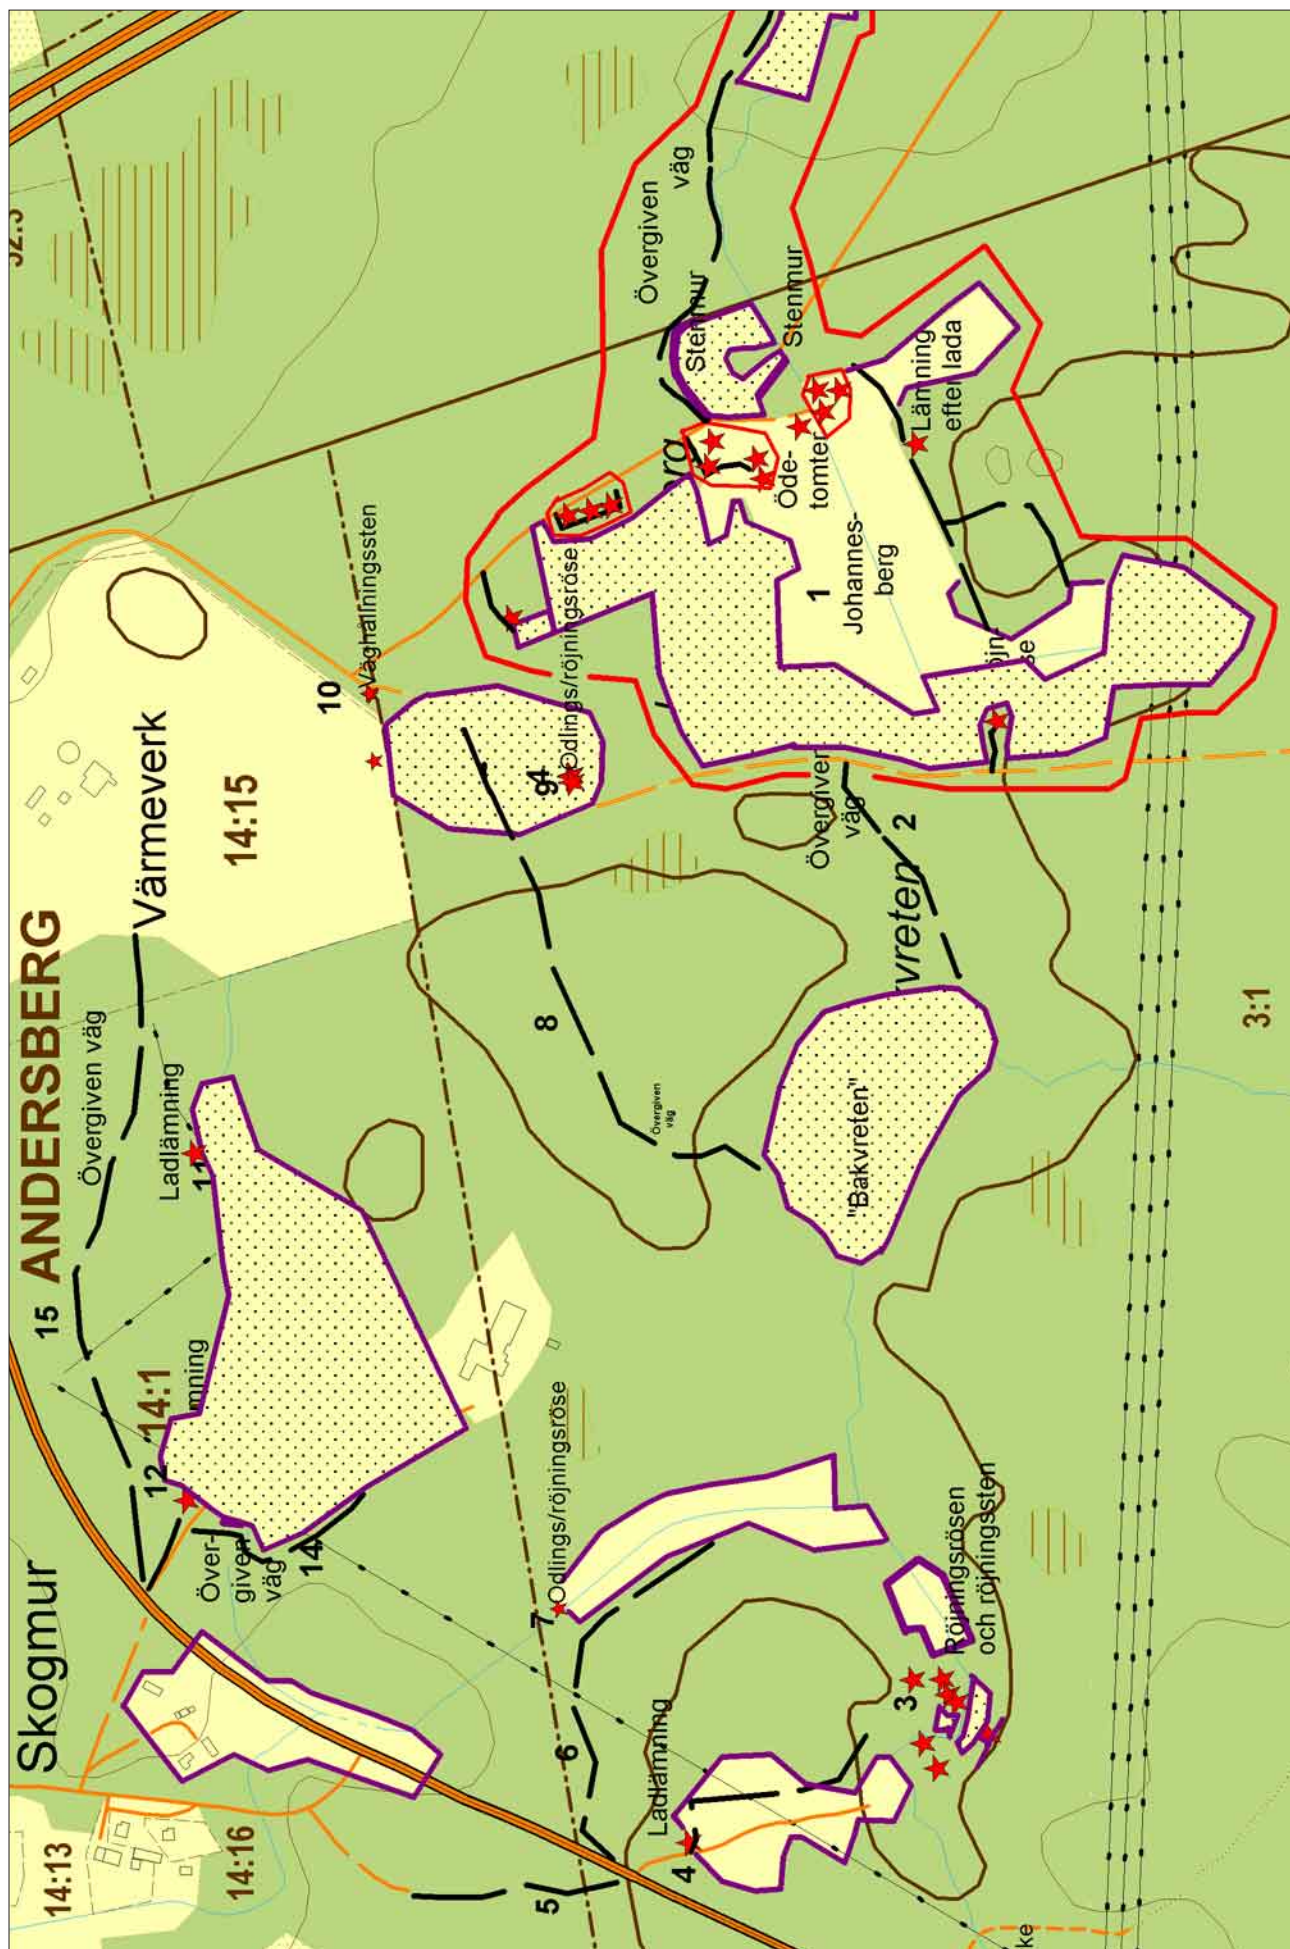 Skogmur
14:13
14:16
15 ANDERSBERG
Övergiven väg
Värmeverk
14:15
14:1
12
Ladlämning
11
Över-
given
väg
14
10
Väghållningssten
Odlings/röjningsröse
9
4
8
Övergiven
väg
7
Odlings/röjningsröse
6
5
Ladlämning
4
3
Röjningsrösen
och röjningssten
"Bakvreten"
2
Övergiven
väg
1
Johannes-
berg
Öde-
tomter
Lämning
efter lada
Stenmur
Stenmur
Övergiven
väg
3:1